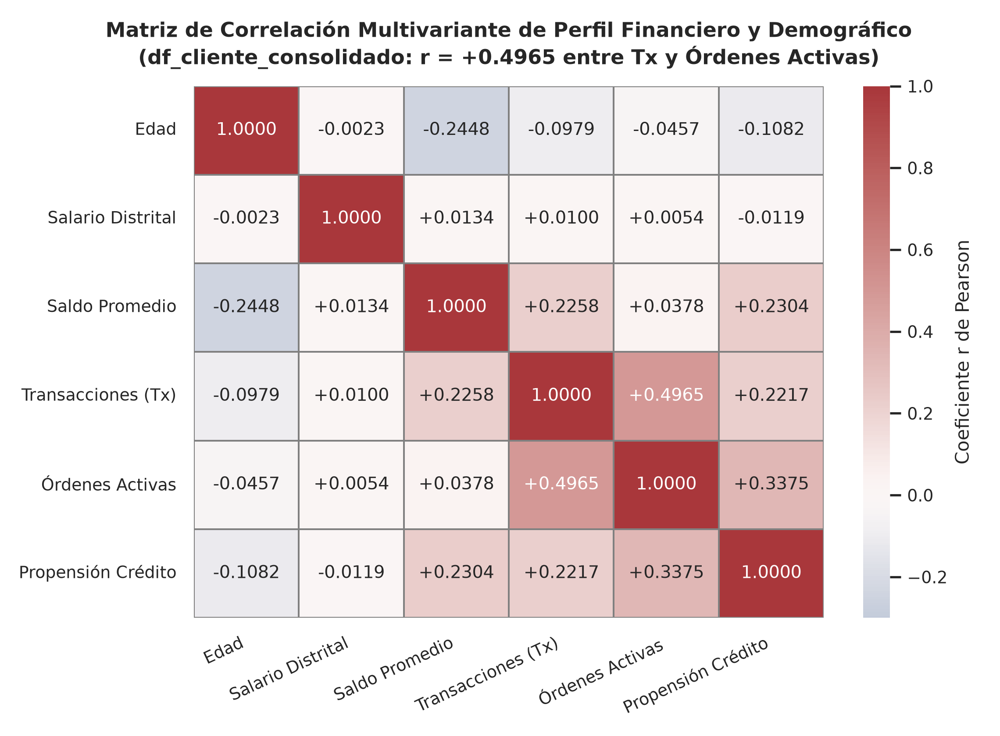 Matriz de Correlación Multivariante de Perfil Financiero y Demográfico
(df_cliente_consolidado: r = +0.4965 entre Tx y Órdenes Activas)
Edad 1.0000 -0.0023 -0.2448 -0.0979 -0.0457 -0.1082
Salario Distrital -0.0023 1.0000 +0.0134 +0.0100 +0.0054 -0.0119
Saldo Promedio -0.2448 +0.0134 1.0000 +0.2258 +0.0378 +0.2304
Transacciones (Tx) -0.0979 +0.0100 +0.2258 1.0000 +0.4965 +0.2217
Órdenes Activas -0.0457 +0.0054 +0.0378 +0.4965 1.0000 +0.3375
Propensión Crédito -0.1082 -0.0119 +0.2304 +0.2217 +0.3375 1.0000
Edad
Salario Distrital
Saldo Promedio
Transacciones (Tx)
Órdenes Activas
Propensión Crédito
1.0
0.8
0.6
0.4
0.2
0.0
−0.2
Coeficiente r de Pearson